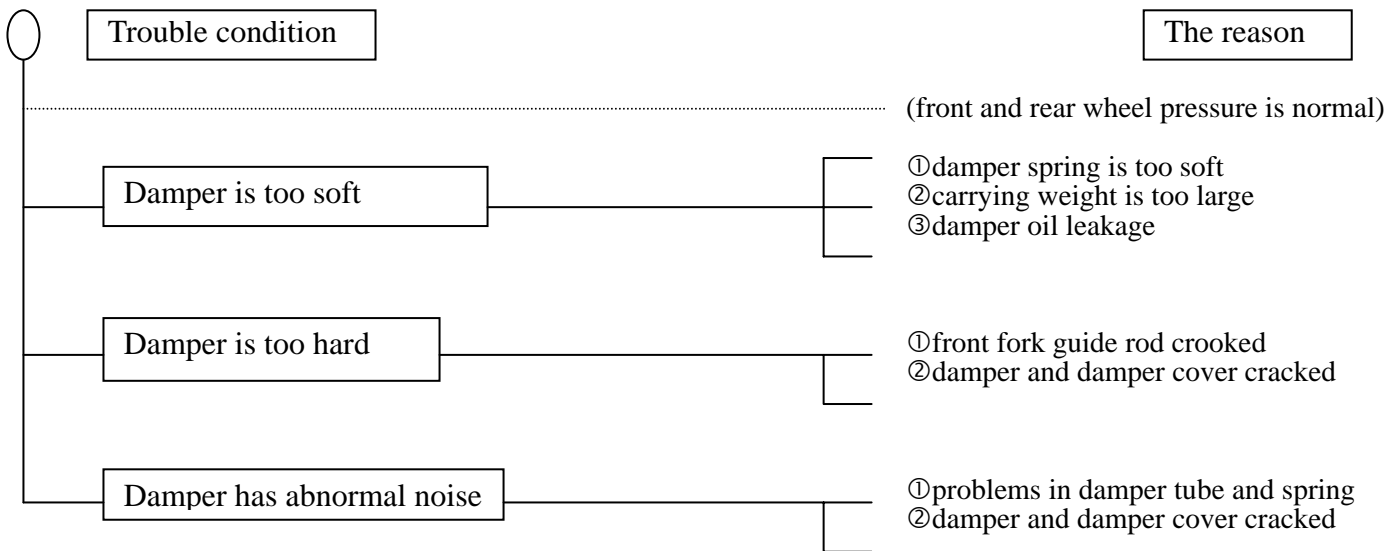 Trouble condition
The reason
(front and rear wheel pressure is normal)
Damper is too soft
①damper spring is too soft
②carrying weight is too large
③damper oil leakage
Damper is too hard
①front fork guide rod crooked
②damper and damper cover cracked
Damper has abnormal noise
①problems in damper tube and spring
②damper and damper cover cracked